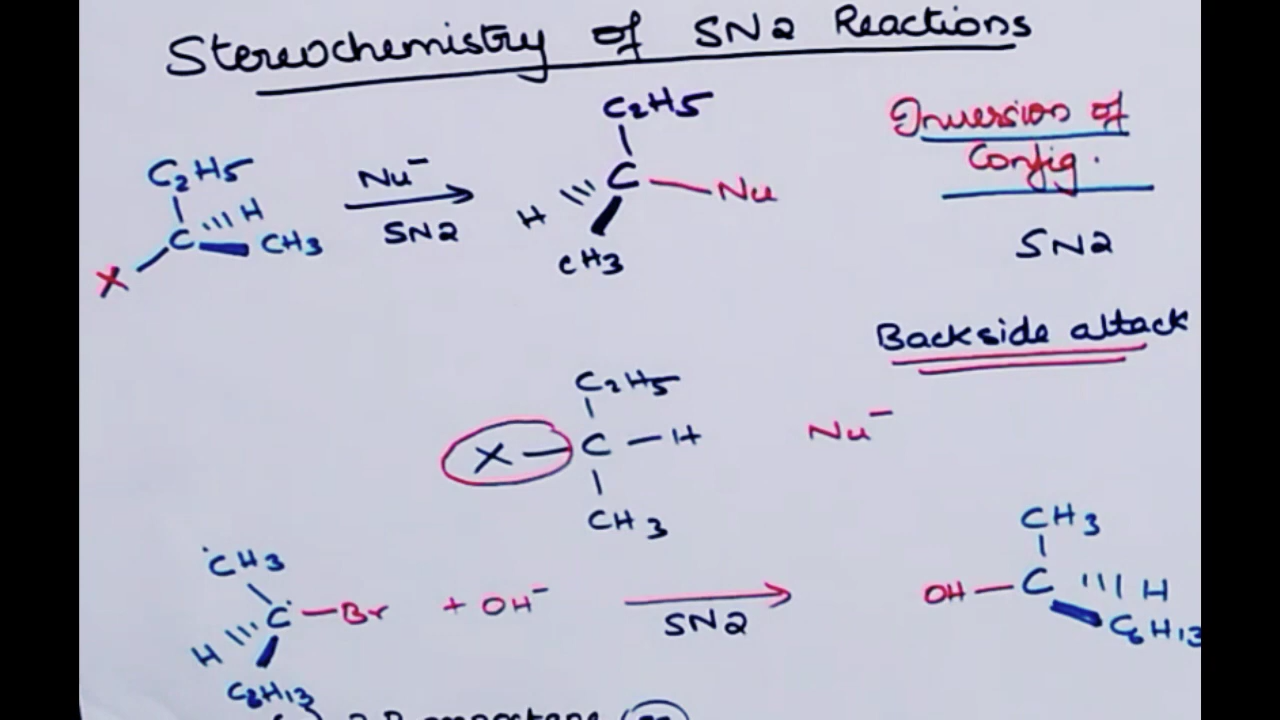 Stereochemistry of SN2 Reactions
C2H5
C2H5
Inversion of
Config.
Nu⁻
C
H
C
Nu
H
SN2
C
CH3
X
CH3
SN2
Backside attack
C2H5
X
C
H
Nu⁻
CH3
CH3
CH3
C
Br
+ OH⁻
SN2
OH
C
H
H
C6H13
C6H13